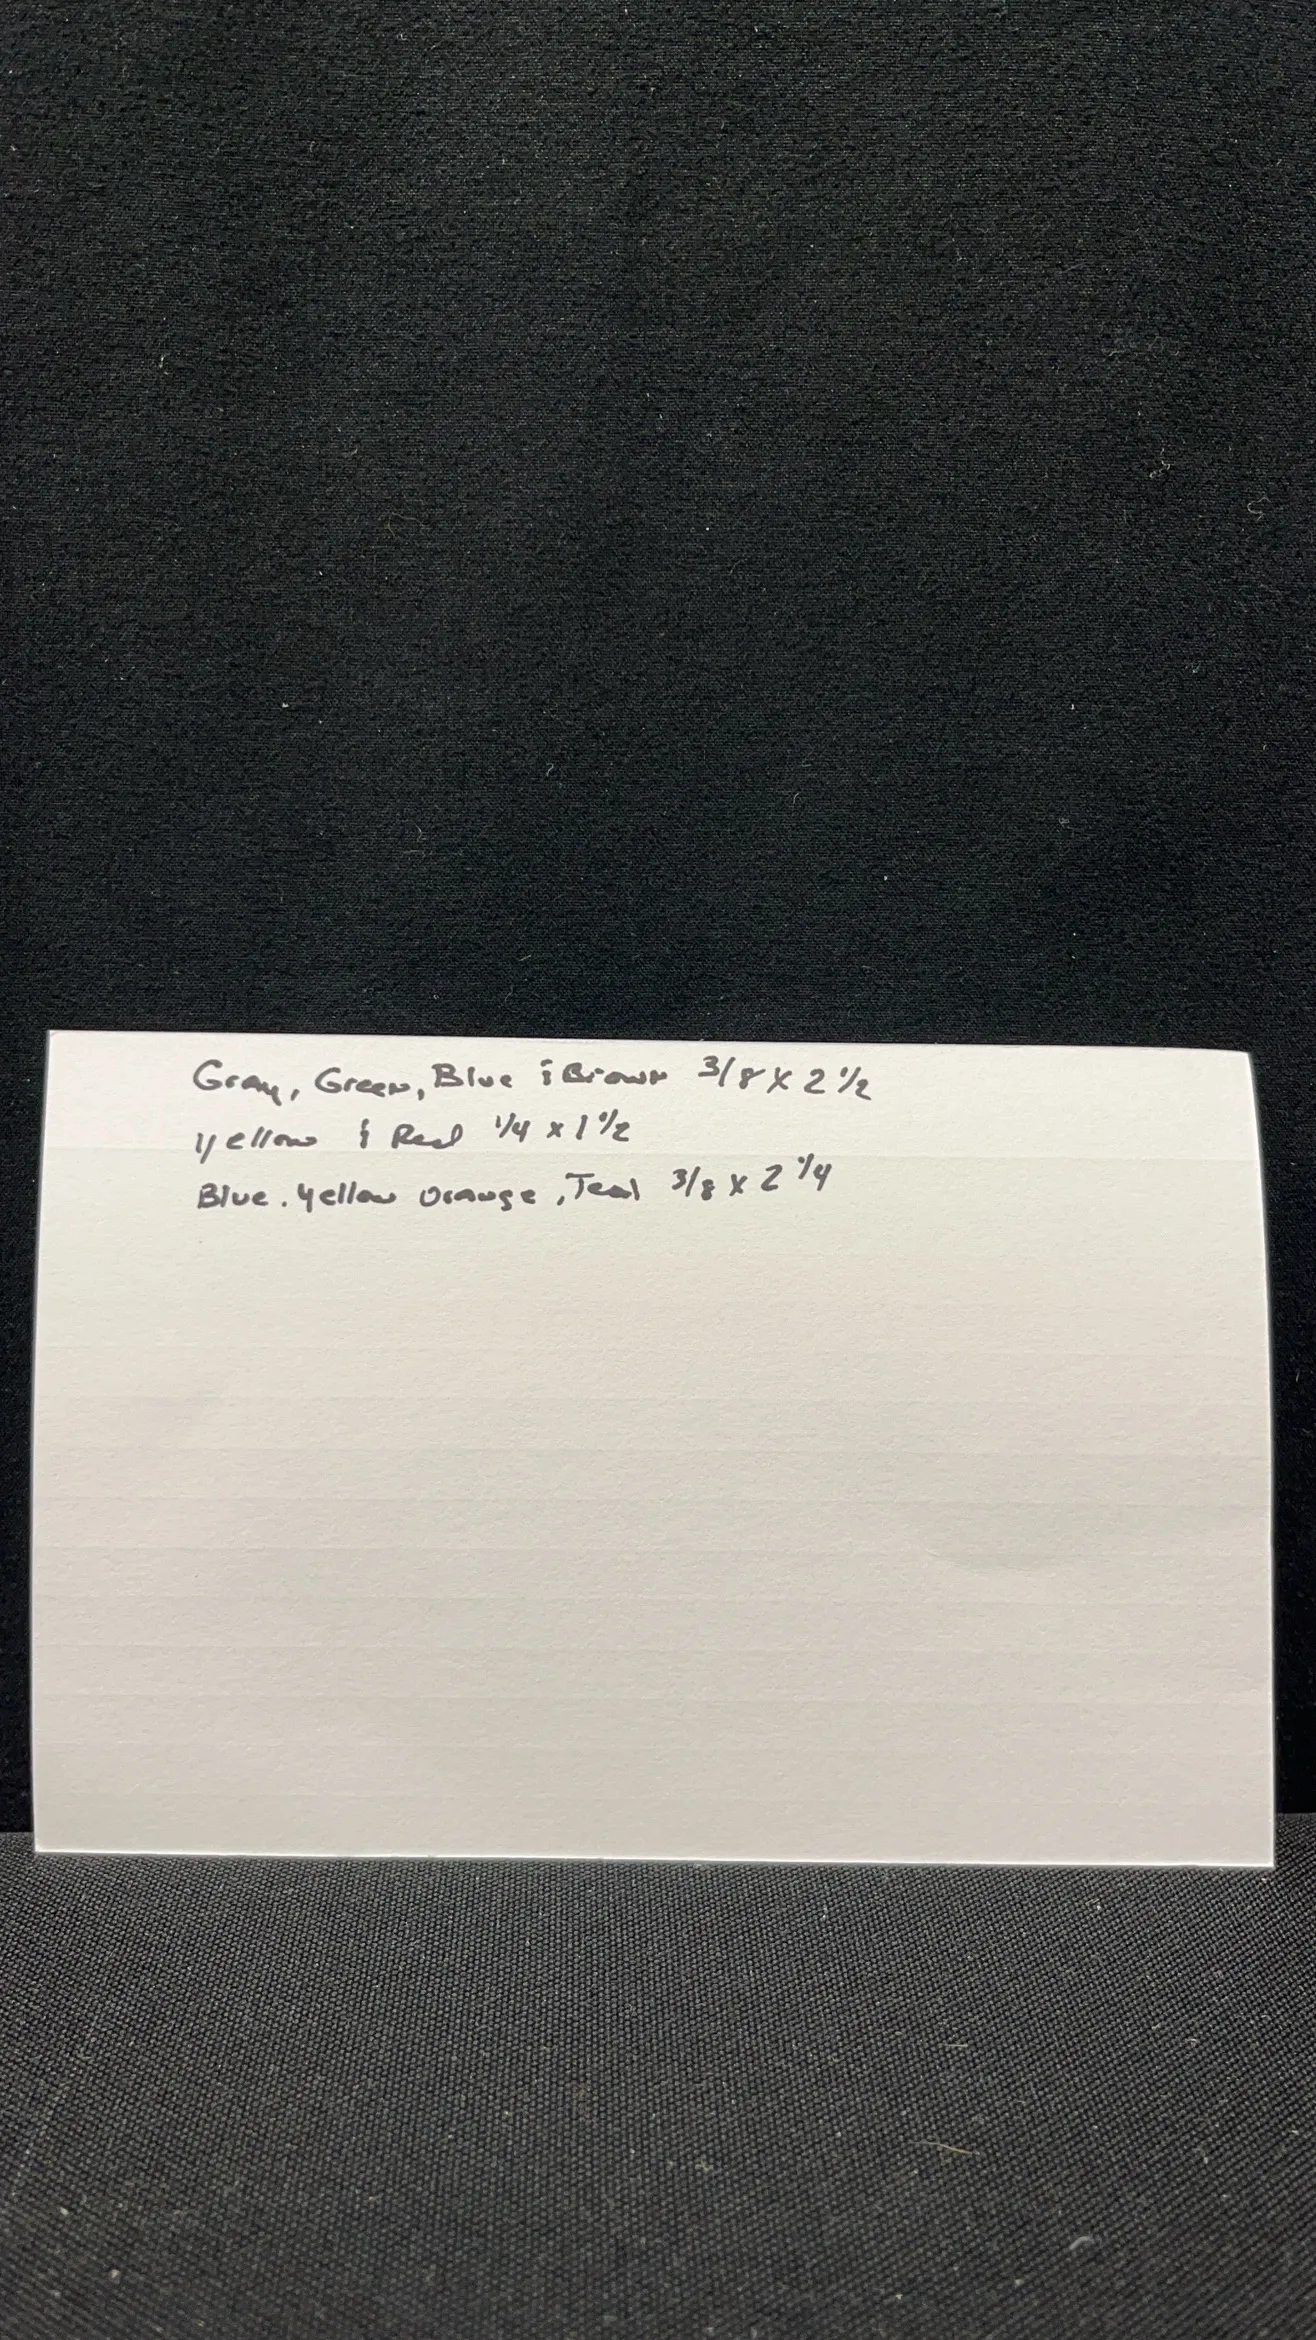 Gray, Green, Blue & Brown 3/8 x 2 1/2
Yellow & Red 1/4 x 1 1/2
Blue. Yellow Orange, Teal 3/8 x 2 1/4